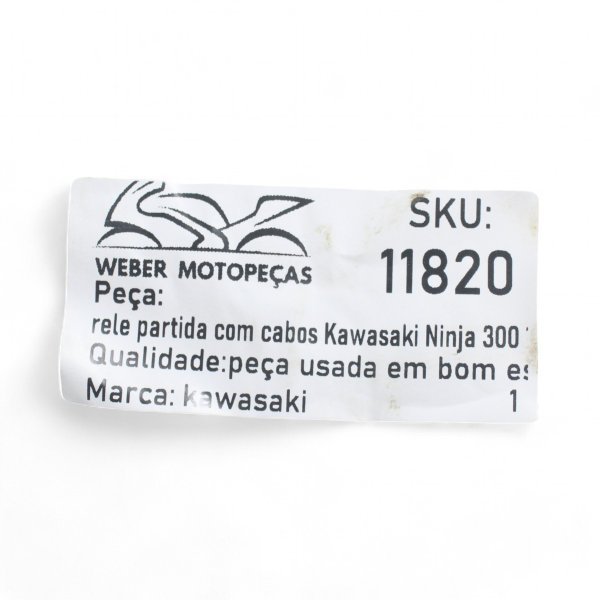 WEBER MOTOPEÇAS
SKU:
11820
Peça:
rele partida com cabos Kawasaki Ninja 300
Qualidade:peça usada em bom es
Marca: kawasaki 1